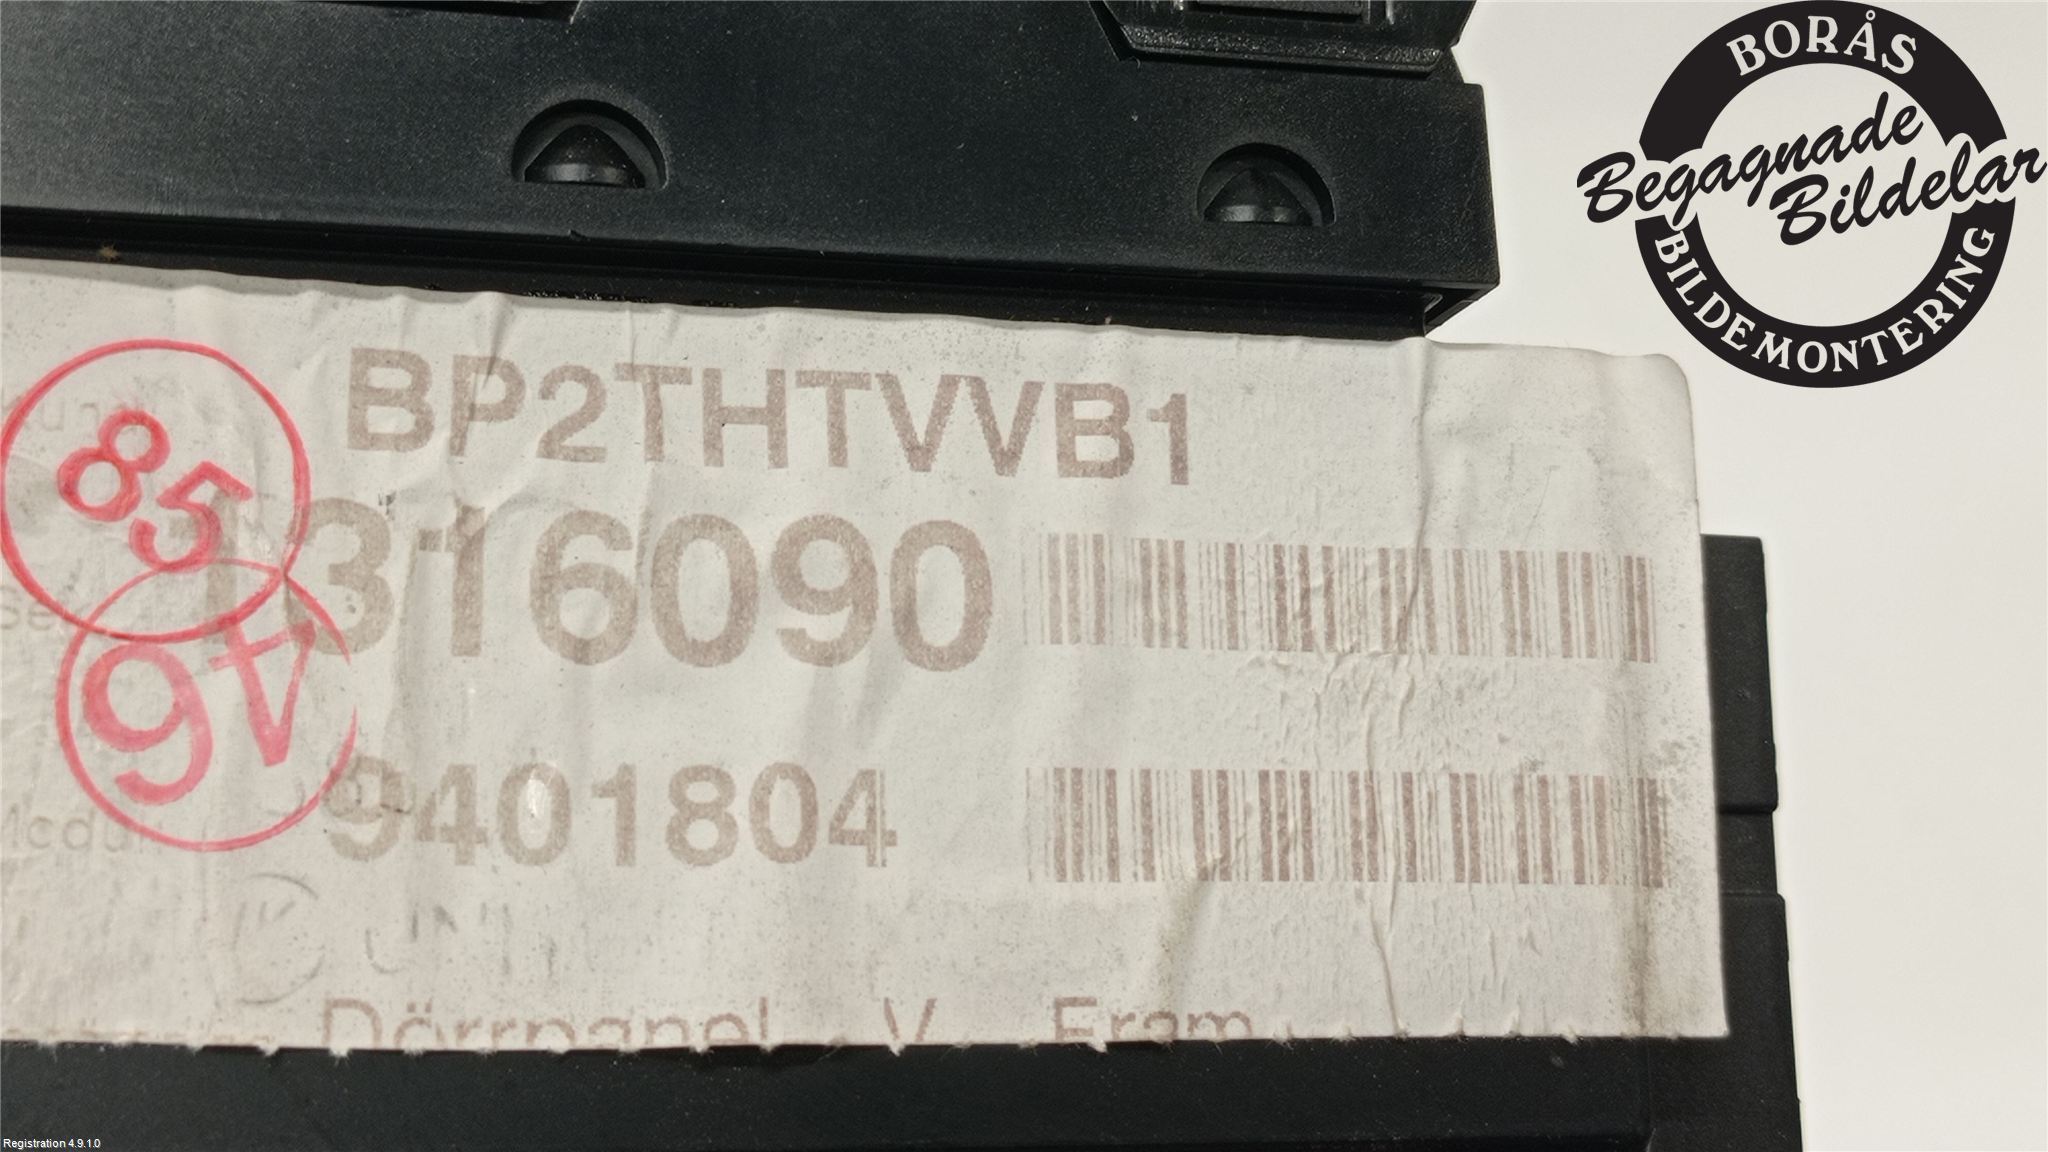 BORÅS
Begagnade
Bildelar
BILDEMONTERING
BP2THTVVB1
316090
85
46
9401804
Dörrpanel V Fram
Registration 4.9.1.0